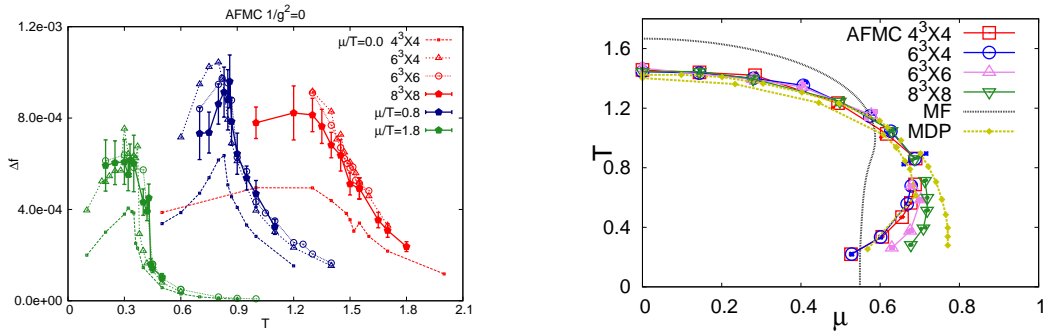 AFMC 1/g²=0
1.2e-03
8.0e-04
4.0e-04
0.0e+00
Δf
0.0 0.3 0.6 0.9 1.2 1.5 1.8 2.1
T
μ/T=0.0 4³X4
6³X4
6³X6
8³X8
μ/T=0.8
μ/T=1.8
AFMC 4³X4
6³X4
6³X6
8³X8
MF
MDP
1.6
1.2
0.8
0.4
0
T
0 0.2 0.4 0.6 0.8 1
μ